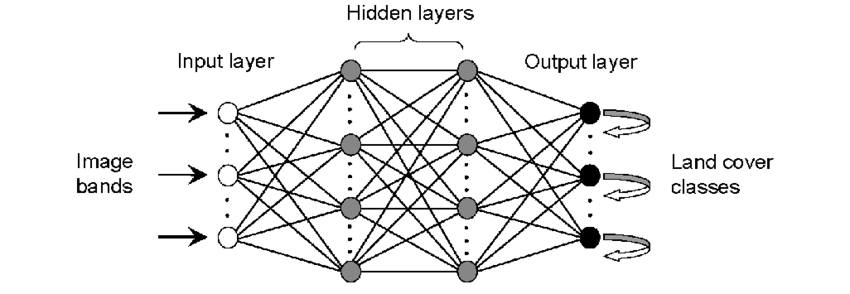 Hidden layers
Input layer
Output layer
Image
bands
Land cover
classes